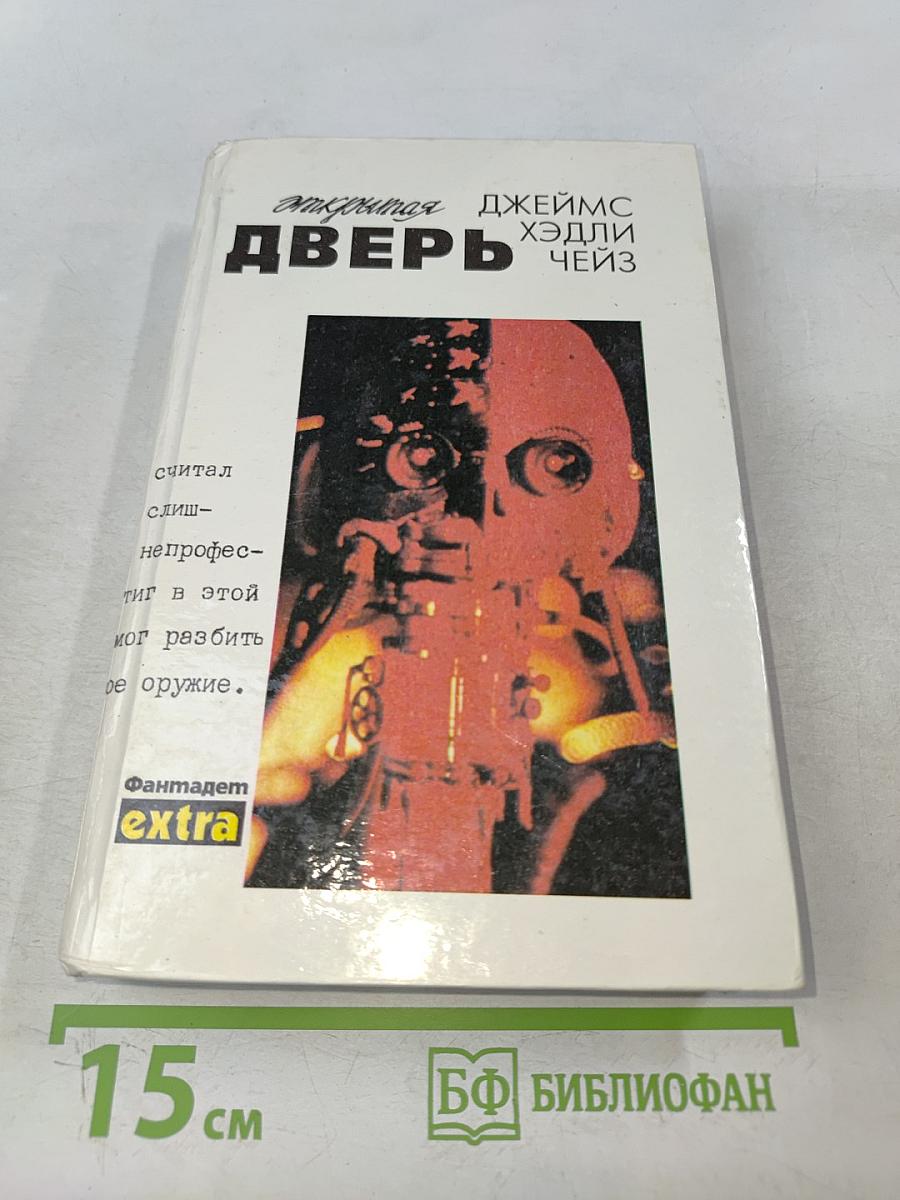 открытая
ДВЕРЬ
ДЖЕЙМС
ХЭДЛИ
ЧЕЙЗ
считал
слиш-
непрофес-
тиг в этой
мог разбить
ое оружие.
Фантадет
extra
15 см
БФ БИБЛИОФАН